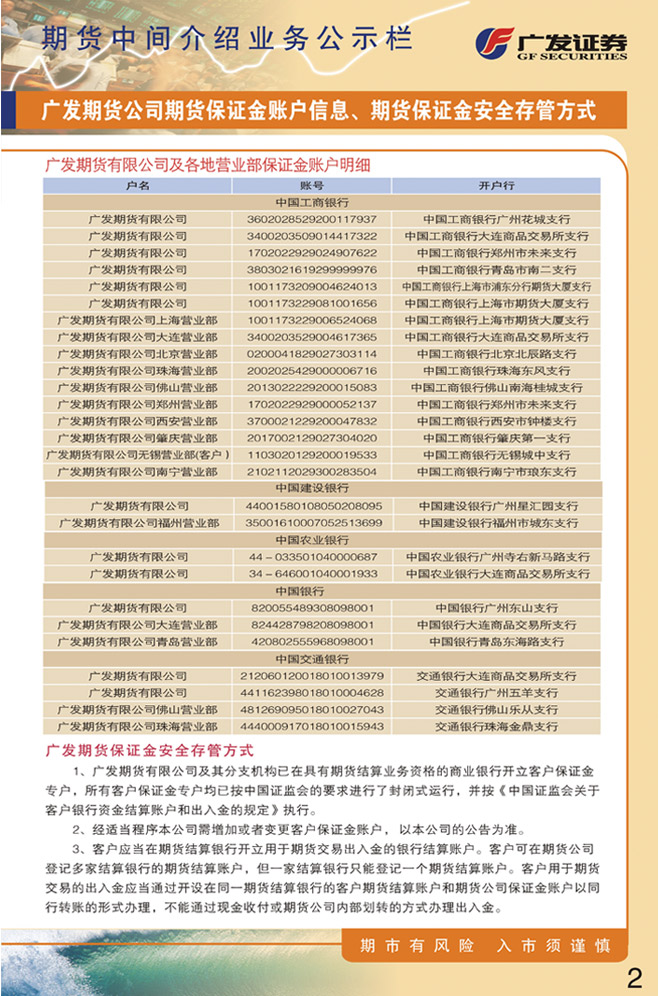 期货中间介绍业务公示栏
广发证券
GF SECURITIES
广发期货公司期货保证金账户信息、期货保证金安全存管方式
广发期货有限公司及各地营业部保证金账户明细
户名 账号 开户行
中国工商银行
广发期货有限公司 3602028529200117937 中国工商银行广州花城支行
广发期货有限公司 3400203509014417322 中国工商银行大连商品交易所支行
广发期货有限公司 1702022929024907622 中国工商银行郑州市未来支行
广发期货有限公司 3803021619299999976 中国工商银行青岛市南二支行
广发期货有限公司 1001173209004624013 中国工商银行上海市浦东分行期货大厦支行
广发期货有限公司 1001173229081001656 中国工商银行上海市期货大厦支行
广发期货有限公司上海营业部 1001173229006524068 中国工商银行上海市期货大厦支行
广发期货有限公司大连营业部 3400203529004617365 中国工商银行大连商品交易所支行
广发期货有限公司北京营业部 0200041829027303114 中国工商银行北京北辰路支行
广发期货有限公司珠海营业部 2002025429000006716 中国工商银行珠海东风支行
广发期货有限公司佛山营业部 2013022229200015083 中国工商银行佛山南海桂城支行
广发期货有限公司郑州营业部 1702022929000052137 中国工商银行郑州市未来支行
广发期货有限公司西安营业部 3700021229200047832 中国工商银行西安市钟楼支行
广发期货有限公司肇庆营业部 2017002129027304020 中国工商银行肇庆第一支行
广发期货有限公司无锡营业部(客户) 1103020129200019533 中国工商银行无锡城中支行
广发期货有限公司南宁营业部 2102112029300283504 中国工商银行南宁市琅东支行
中国建设银行
广发期货有限公司 44001580108050208095 中国建设银行广州星汇园支行
广发期货有限公司福州营业部 35001610007052513699 中国建设银行福州市城东支行
中国农业银行
广发期货有限公司 44－033501040000687 中国农业银行广州寺右新马路支行
广发期货有限公司 34－646001040001933 中国农业银行大连商品交易所支行
中国银行
广发期货有限公司 820055489308098001 中国银行广州东山支行
广发期货有限公司大连营业部 824428798208098001 中国银行大连商品交易所支行
广发期货有限公司青岛营业部 420802555968098001 中国银行青岛东海路支行
中国交通银行
广发期货有限公司 212060120018010013979 交通银行大连商品交易所支行
广发期货有限公司 441162398018010004628 交通银行广州五羊支行
广发期货有限公司佛山营业部 481269095018010027043 交通银行佛山乐从支行
广发期货有限公司珠海营业部 444000917018010015943 交通银行珠海金鼎支行
广发期货保证金安全存管方式
1、广发期货有限公司及其分支机构已在具有期货结算业务资格的商业银行开立客户保证金
专户，所有客户保证金专户均已按中国证监会的要求进行了封闭式运行，并按《中国证监会关于
客户银行资金结算账户和出入金的规定》执行。
2、经适当程序本公司需增加或者变更客户保证金账户，以本公司的公告为准。
3、客户应当在期货结算银行开立用于期货交易出入金的银行结算账户。客户可在期货公司
登记多家结算银行的期货结算账户，但一家结算银行只能登记一个期货结算账户。客户用于期货
交易的出入金应当通过开设在同一期货结算银行的客户期货结算账户和期货公司保证金账户以同
行转账的形式办理，不能通过现金收付或期货公司内部划转的方式办理出入金。
期市有风险 入市须谨慎
2